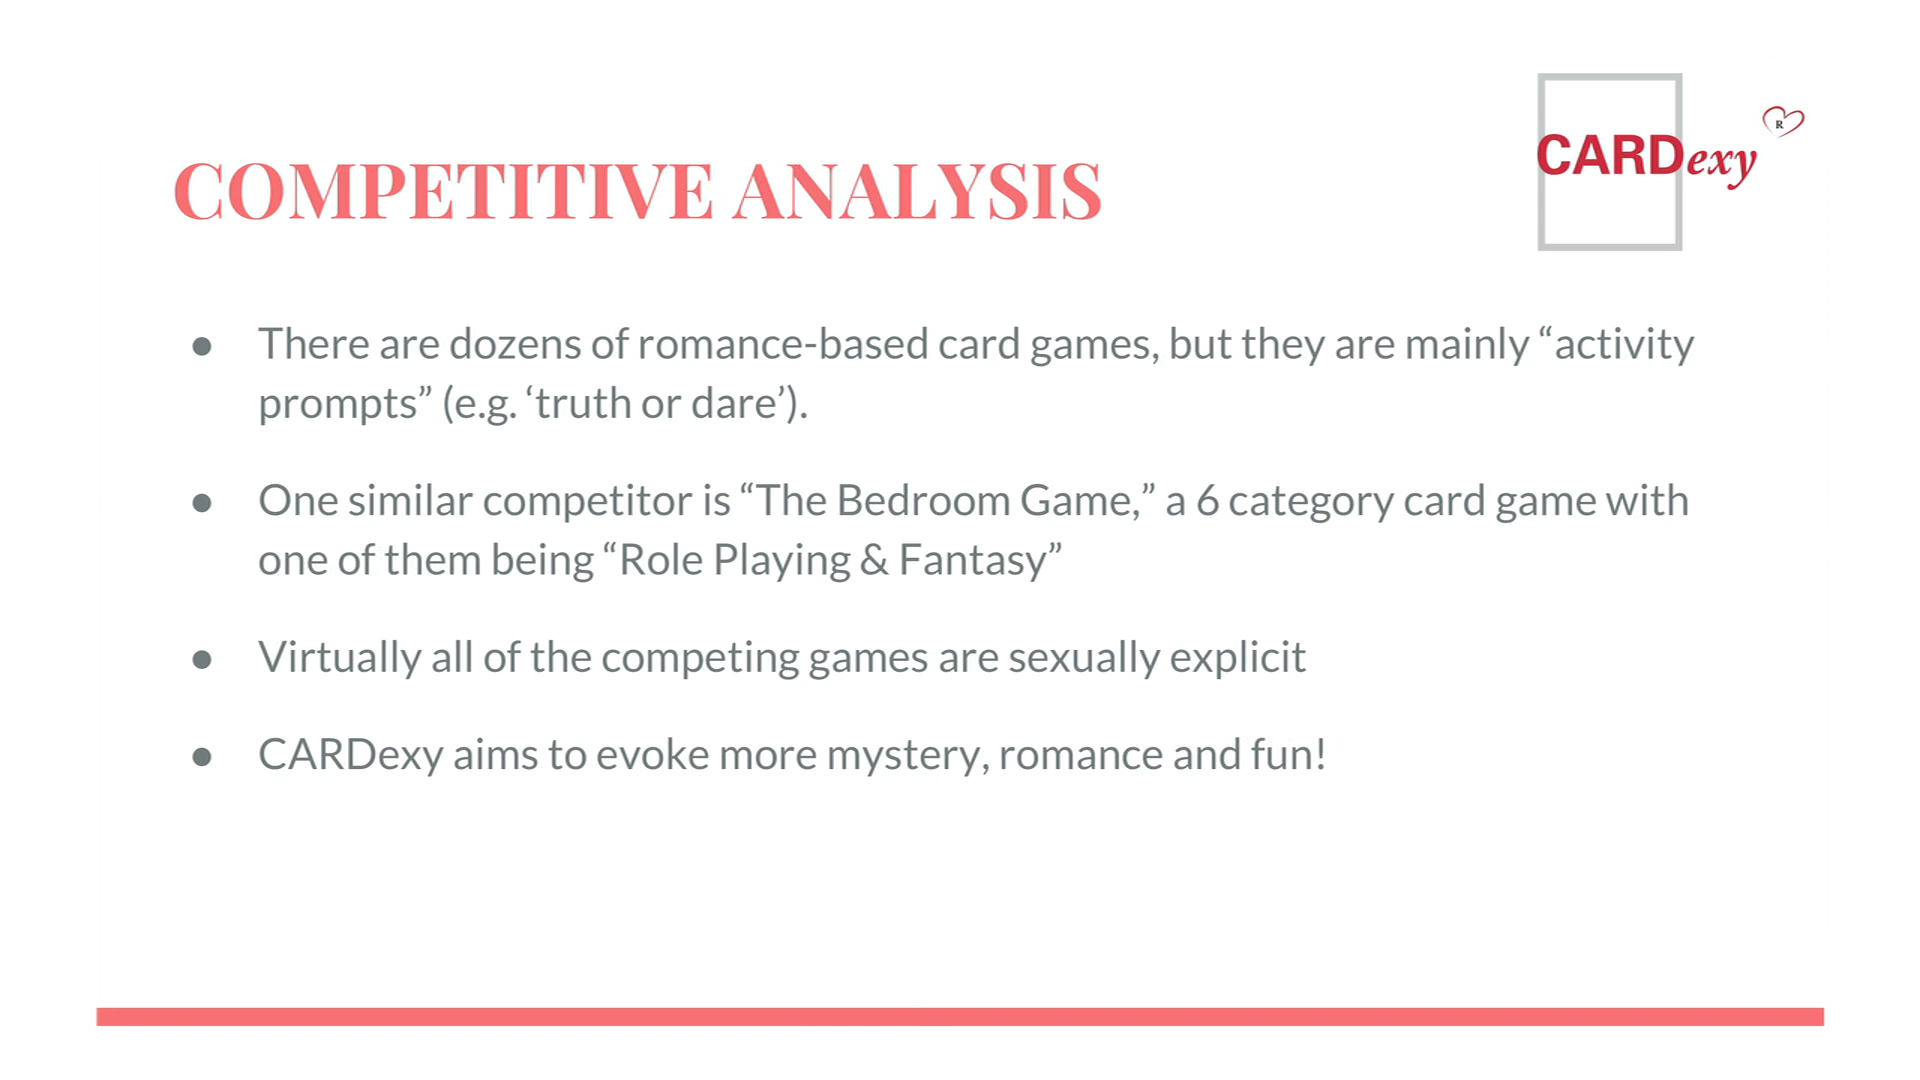 CARDexy
R
COMPETITIVE ANALYSIS
● There are dozens of romance-based card games, but they are mainly “activity
prompts” (e.g. ‘truth or dare’).
● One similar competitor is “The Bedroom Game,” a 6 category card game with
one of them being “Role Playing & Fantasy”
● Virtually all of the competing games are sexually explicit
● CARDexy aims to evoke more mystery, romance and fun!